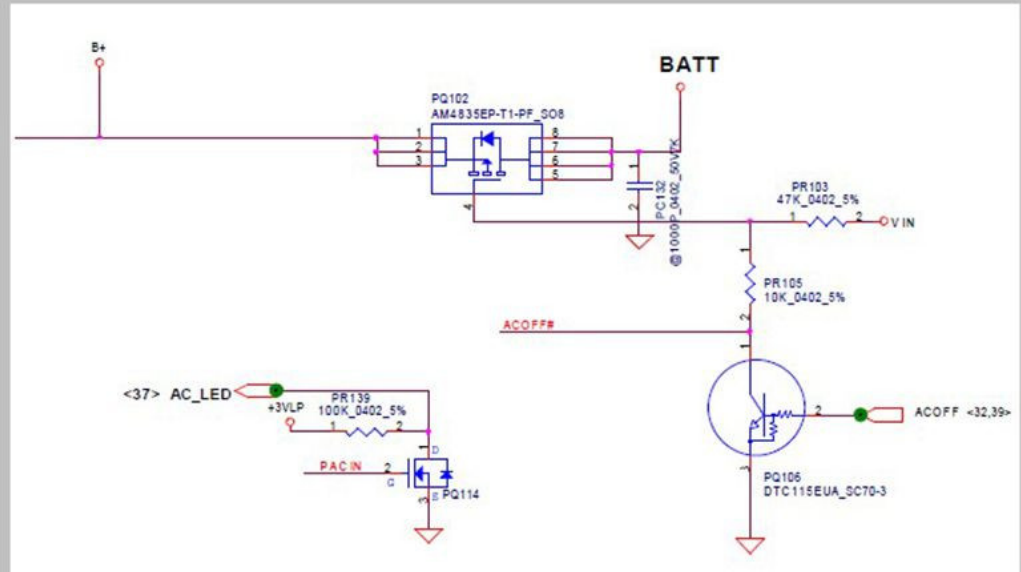 B+
BATT
PQ102
AM4835EP-T1-PF_SO8
1
2
3
8
7
6
5
4
1
2
PC132
@1000P_0402_50V7K
PR103
47K_0402_5%
1
2
V IN
1
PR105
10K_0402_5%
2
ACOFF#
1
<37> AC_LED
+3VLP
PR139
100K_0402_5%
1
2
2
ACOFF <32,39>
1
D
PACIN
2
G
PQ114
3
PQ106
DTC115EUA_SC70-3
3